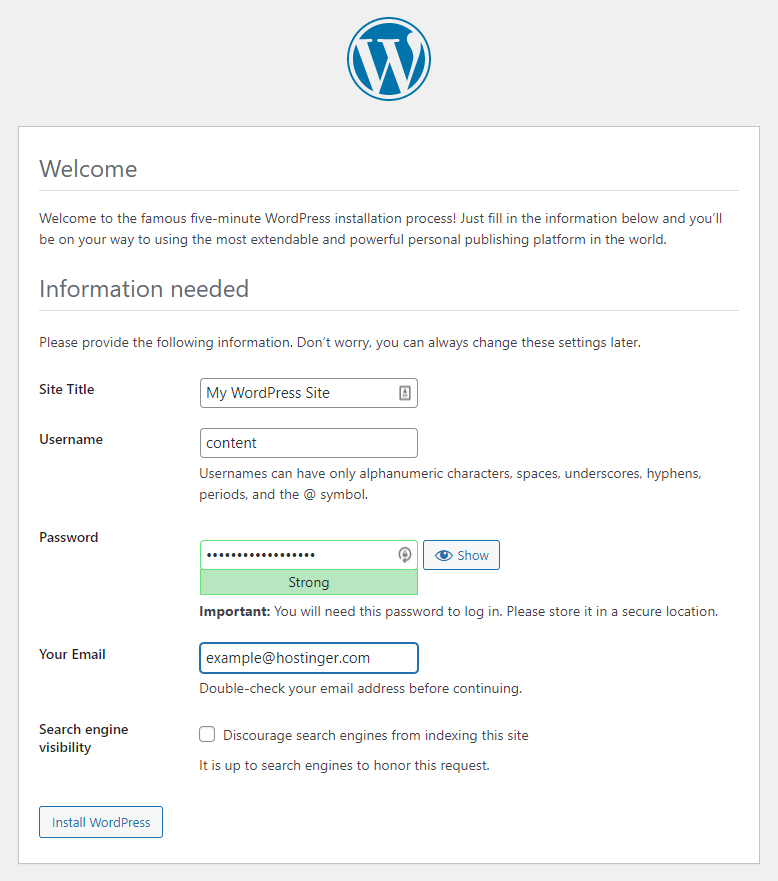 Welcome
Welcome to the famous five-minute WordPress installation process! Just fill in the information below and you’ll
be on your way to using the most extendable and powerful personal publishing platform in the world.
Information needed
Please provide the following information. Don’t worry, you can always change these settings later.
Site Title
My WordPress Site
Username
content
Usernames can have only alphanumeric characters, spaces, underscores, hyphens,
periods, and the @ symbol.
Password
••••••••••••••••••
Show
Strong
Important: You will need this password to log in. Please store it in a secure location.
Your Email
example@hostinger.com
Double-check your email address before continuing.
Search engine
visibility
Discourage search engines from indexing this site
It is up to search engines to honor this request.
Install WordPress